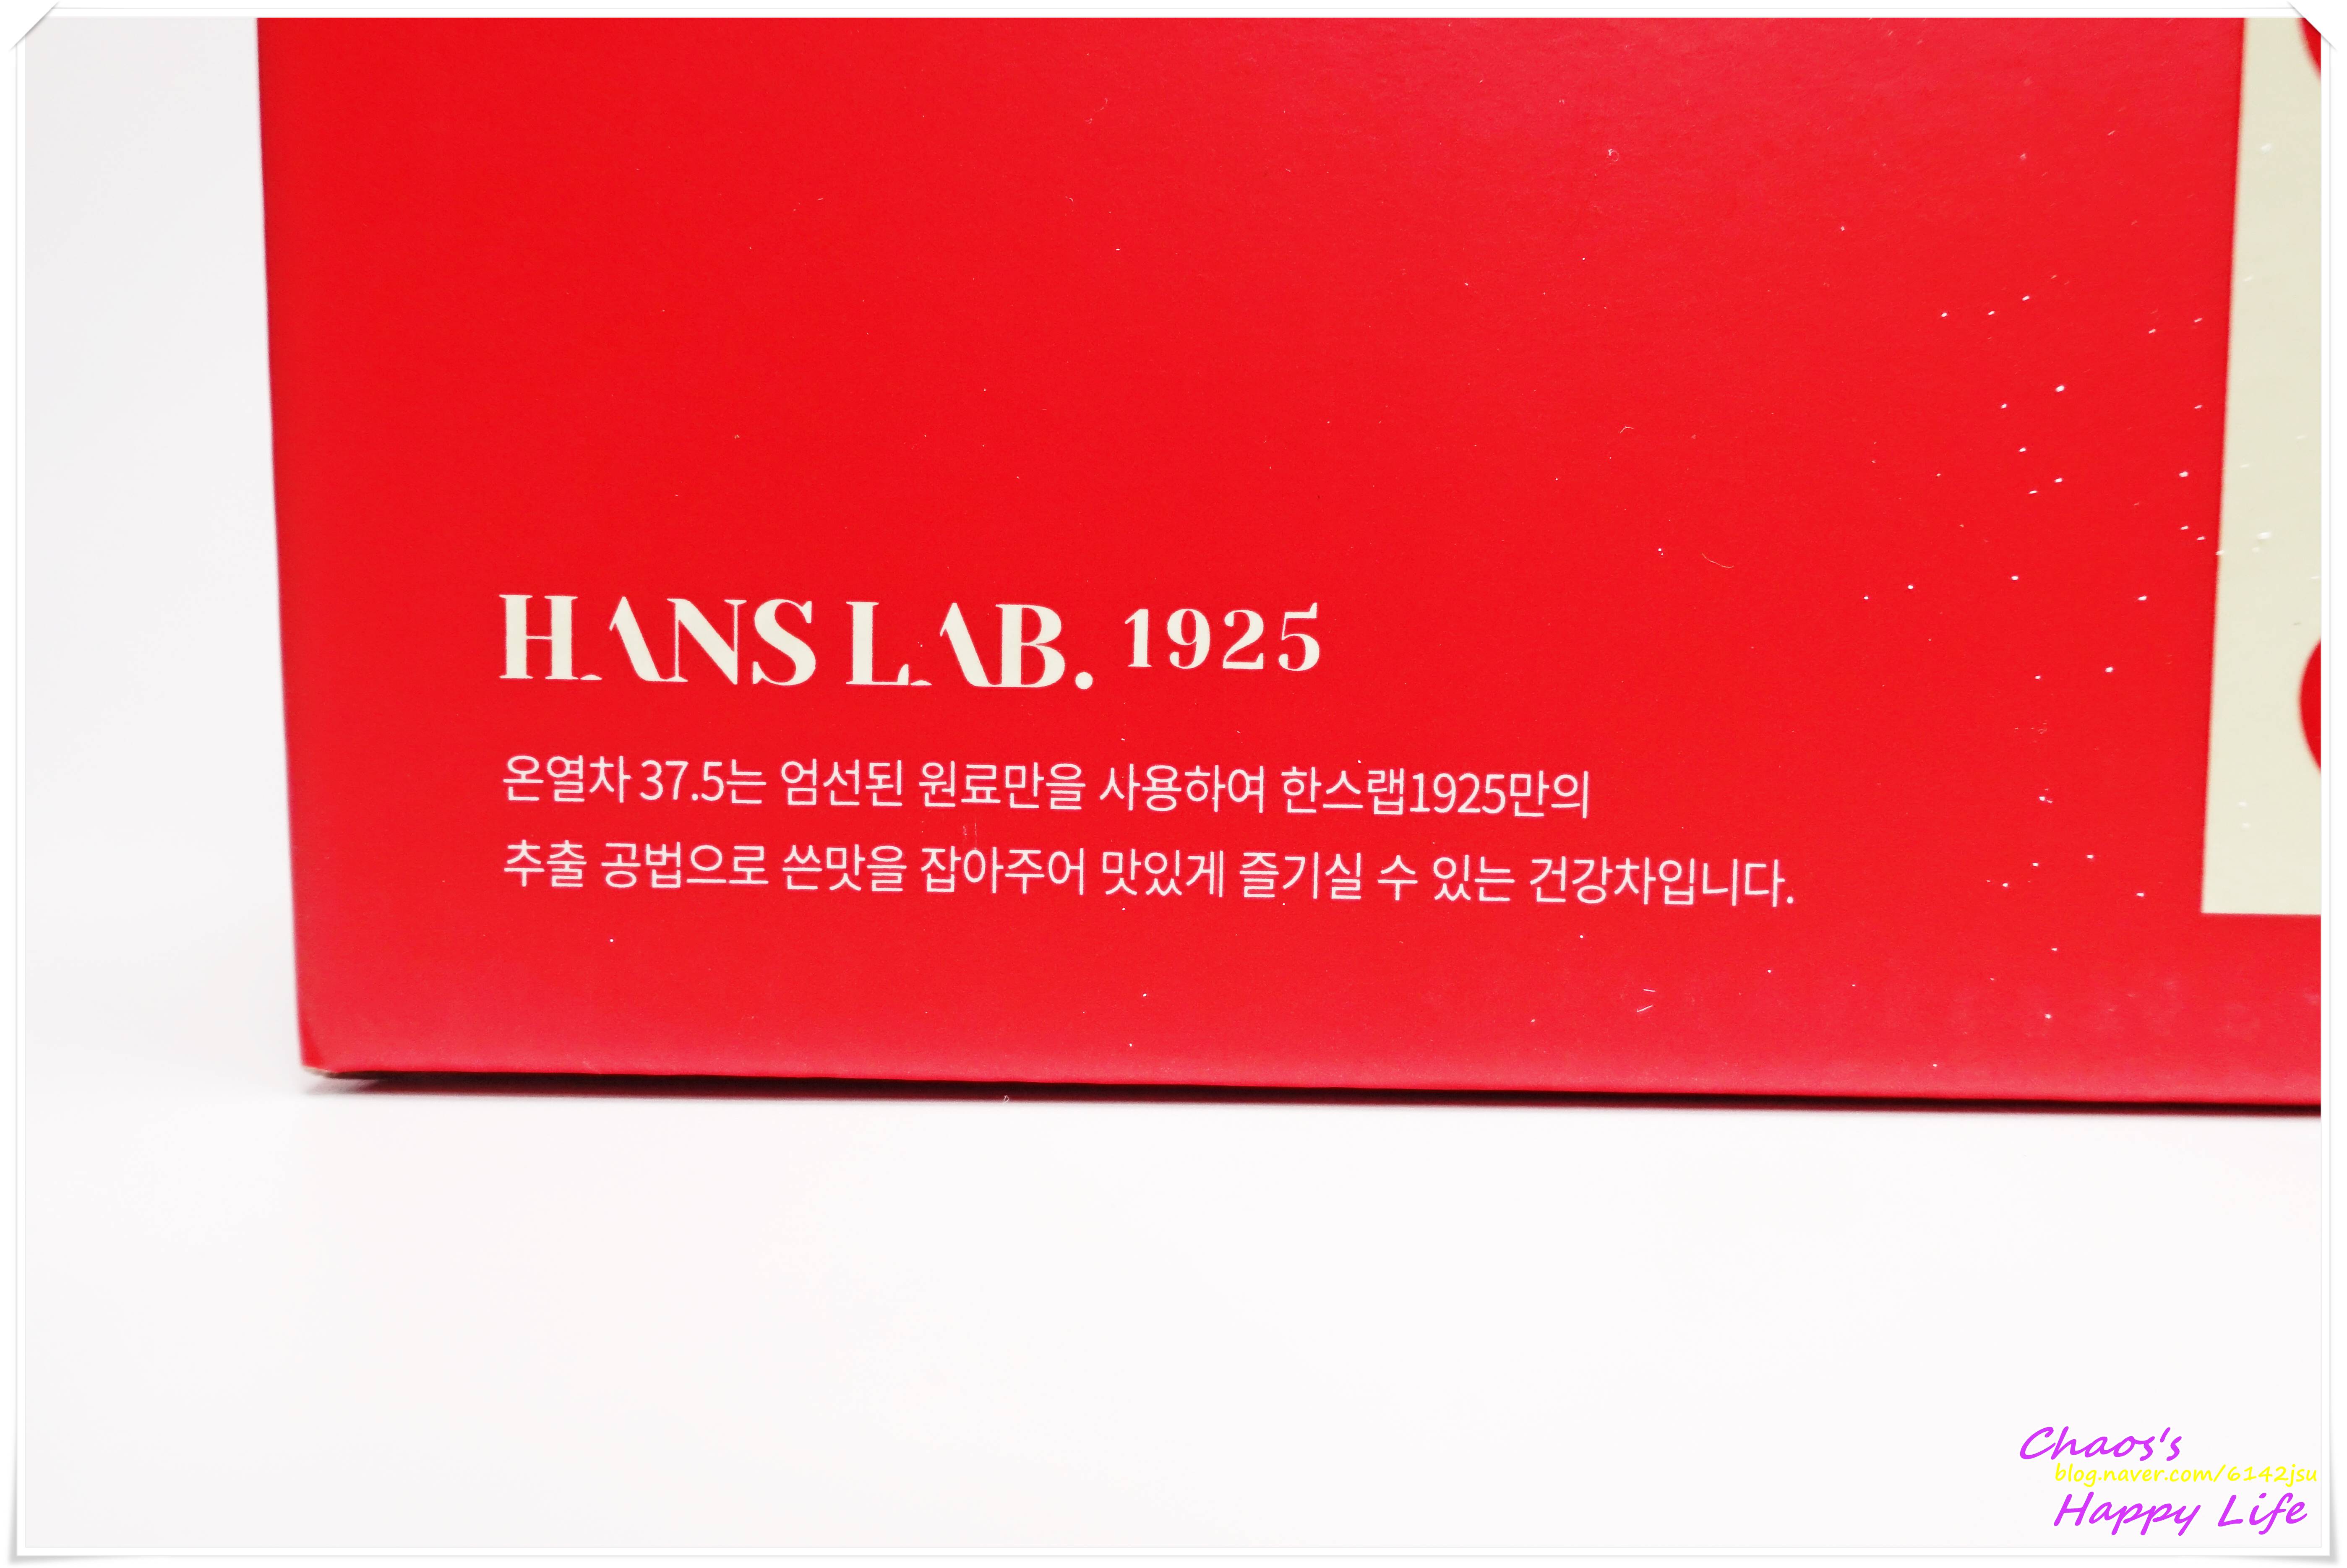 HANS LAB. 1925
온열차 37.5는 엄선된 원료만을 사용하여 한스랩1925만의
추출 공법으로 쓴맛을 잡아주어 맛있게 즐기실 수 있는 건강차입니다.
Chaos's
blog.naver.com/6142jsu
Happy Life